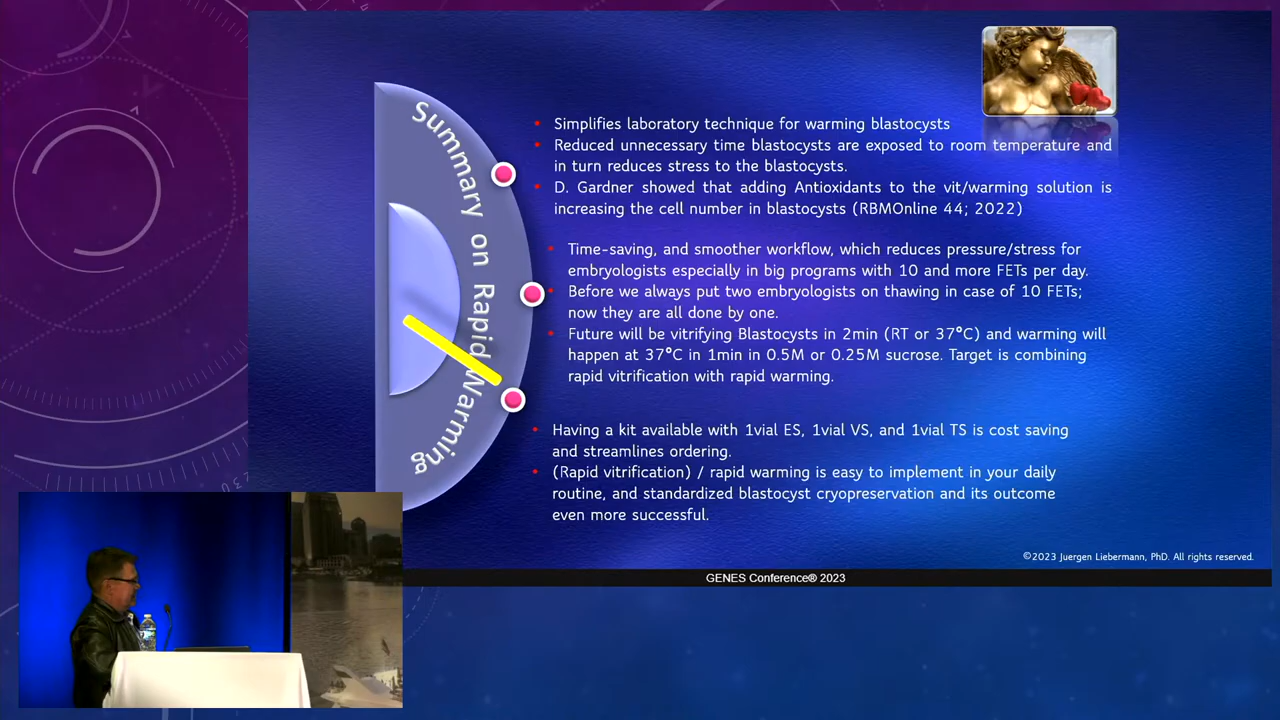 Summary on Rapid Warming
• Simplifies laboratory technique for warming blastocysts
• Reduced unnecessary time blastocysts are exposed to room temperature and
in turn reduces stress to the blastocysts.
• D. Gardner showed that adding Antioxidants to the vit/warming solution is
increasing the cell number in blastocysts (RBMOnline 44; 2022)
• Time-saving, and smoother workflow, which reduces pressure/stress for
embryologists especially in big programs with 10 and more FETs per day.
• Before we always put two embryologists on thawing in case of 10 FETs;
now they are all done by one.
• Future will be vitrifying Blastocysts in 2min (RT or 37°C) and warming will
happen at 37°C in 1min in 0.5M or 0.25M sucrose. Target is combining
rapid vitrification with rapid warming.
• Having a kit available with 1vial ES, 1vial VS, and 1vial TS is cost saving
and streamlines ordering.
• (Rapid vitrification) / rapid warming is easy to implement in your daily
routine, and standardized blastocyst cryopreservation and its outcome
even more successful.
©2023 Juergen Liebermann, PhD. All rights reserved.
GENES Conference® 2023